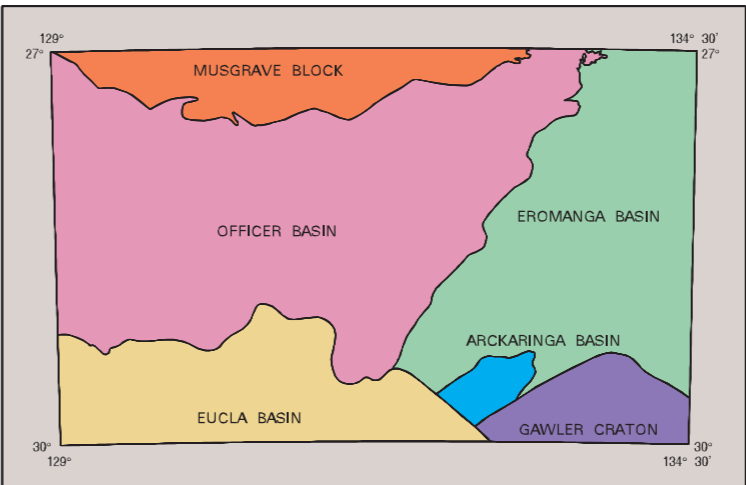 129°
134° 30'
27°
27°
MUSGRAVE BLOCK
OFFICER BASIN
EROMANGA BASIN
ARCKARINGA BASIN
EUCLA BASIN
GAWLER CRATON
30°
30°
129°
134° 30'